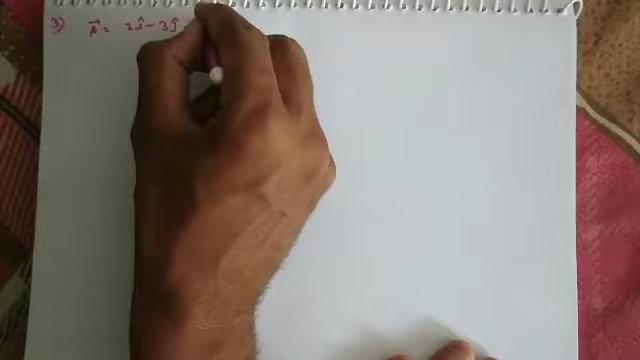 3) r⃗ = 2î - 3ĵ